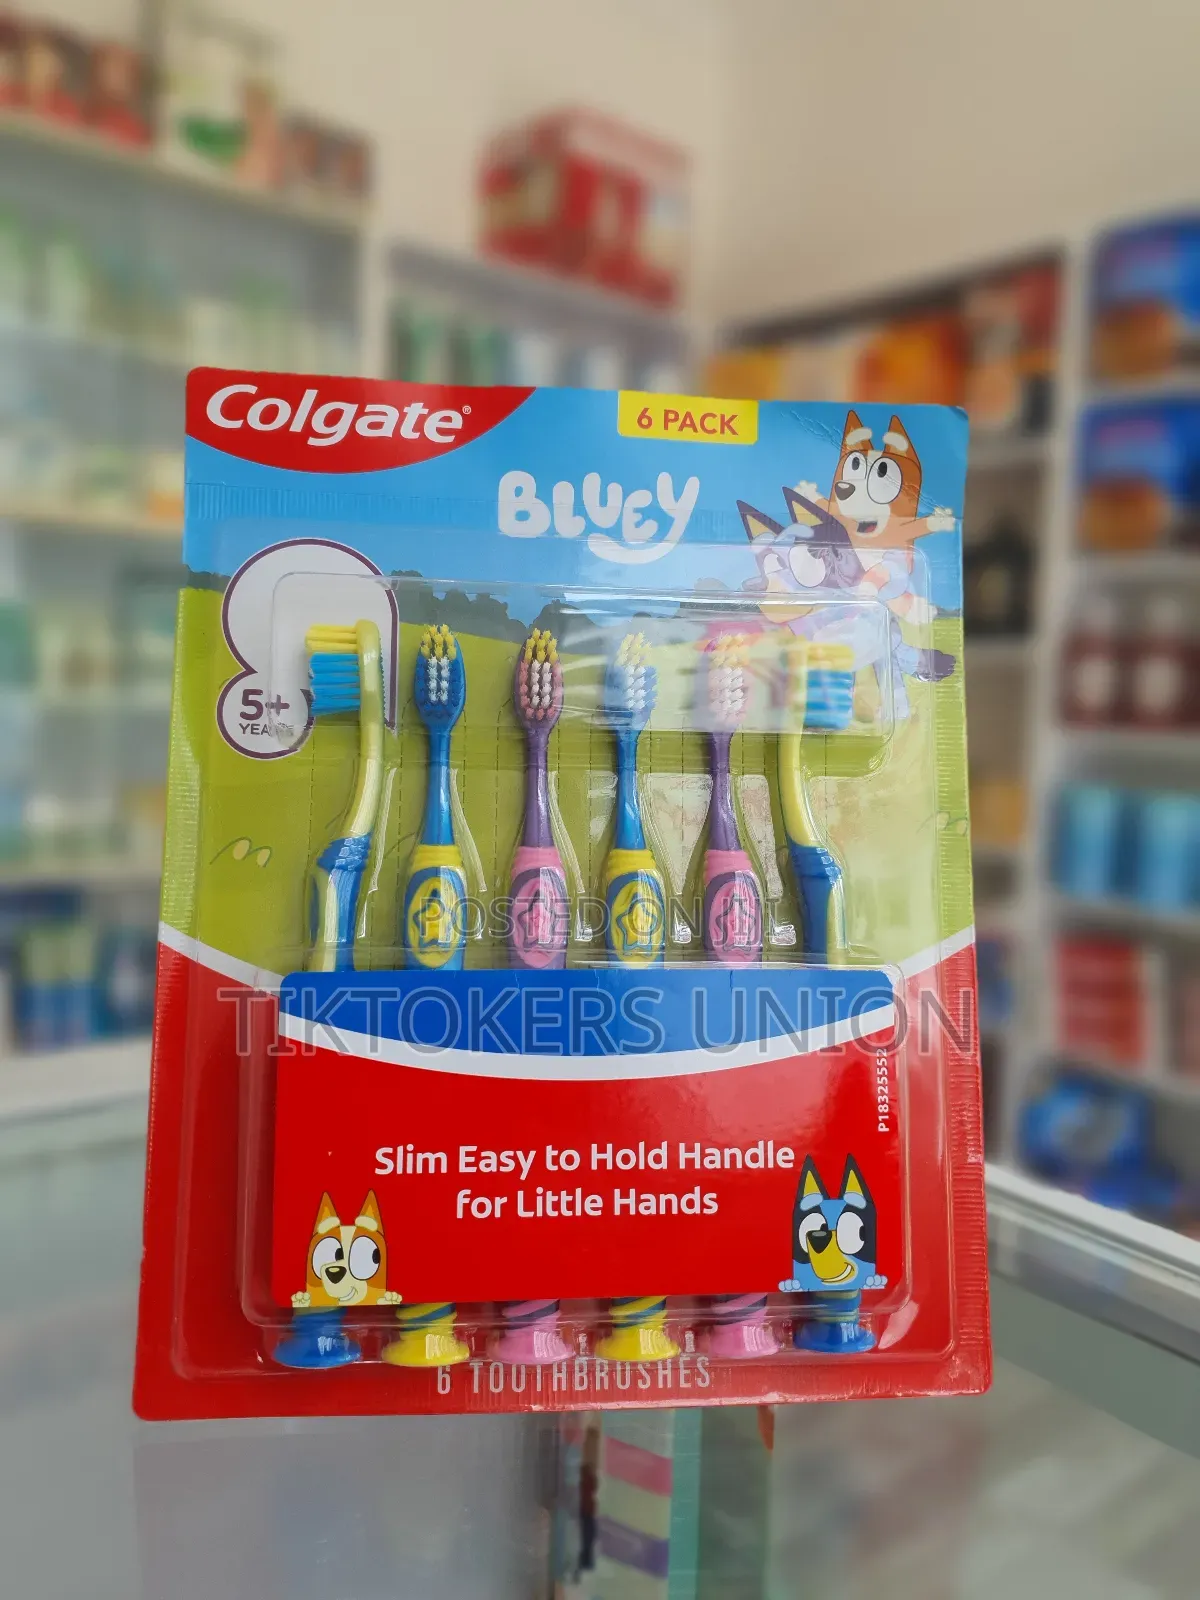 Colgate®
6 PACK
BLUEY
5+
YEARS
POSTED ON JIJI
TIKTOKERS UNION
P18325552
Slim Easy to Hold Handle
for Little Hands
6 TOOTHBRUSHES